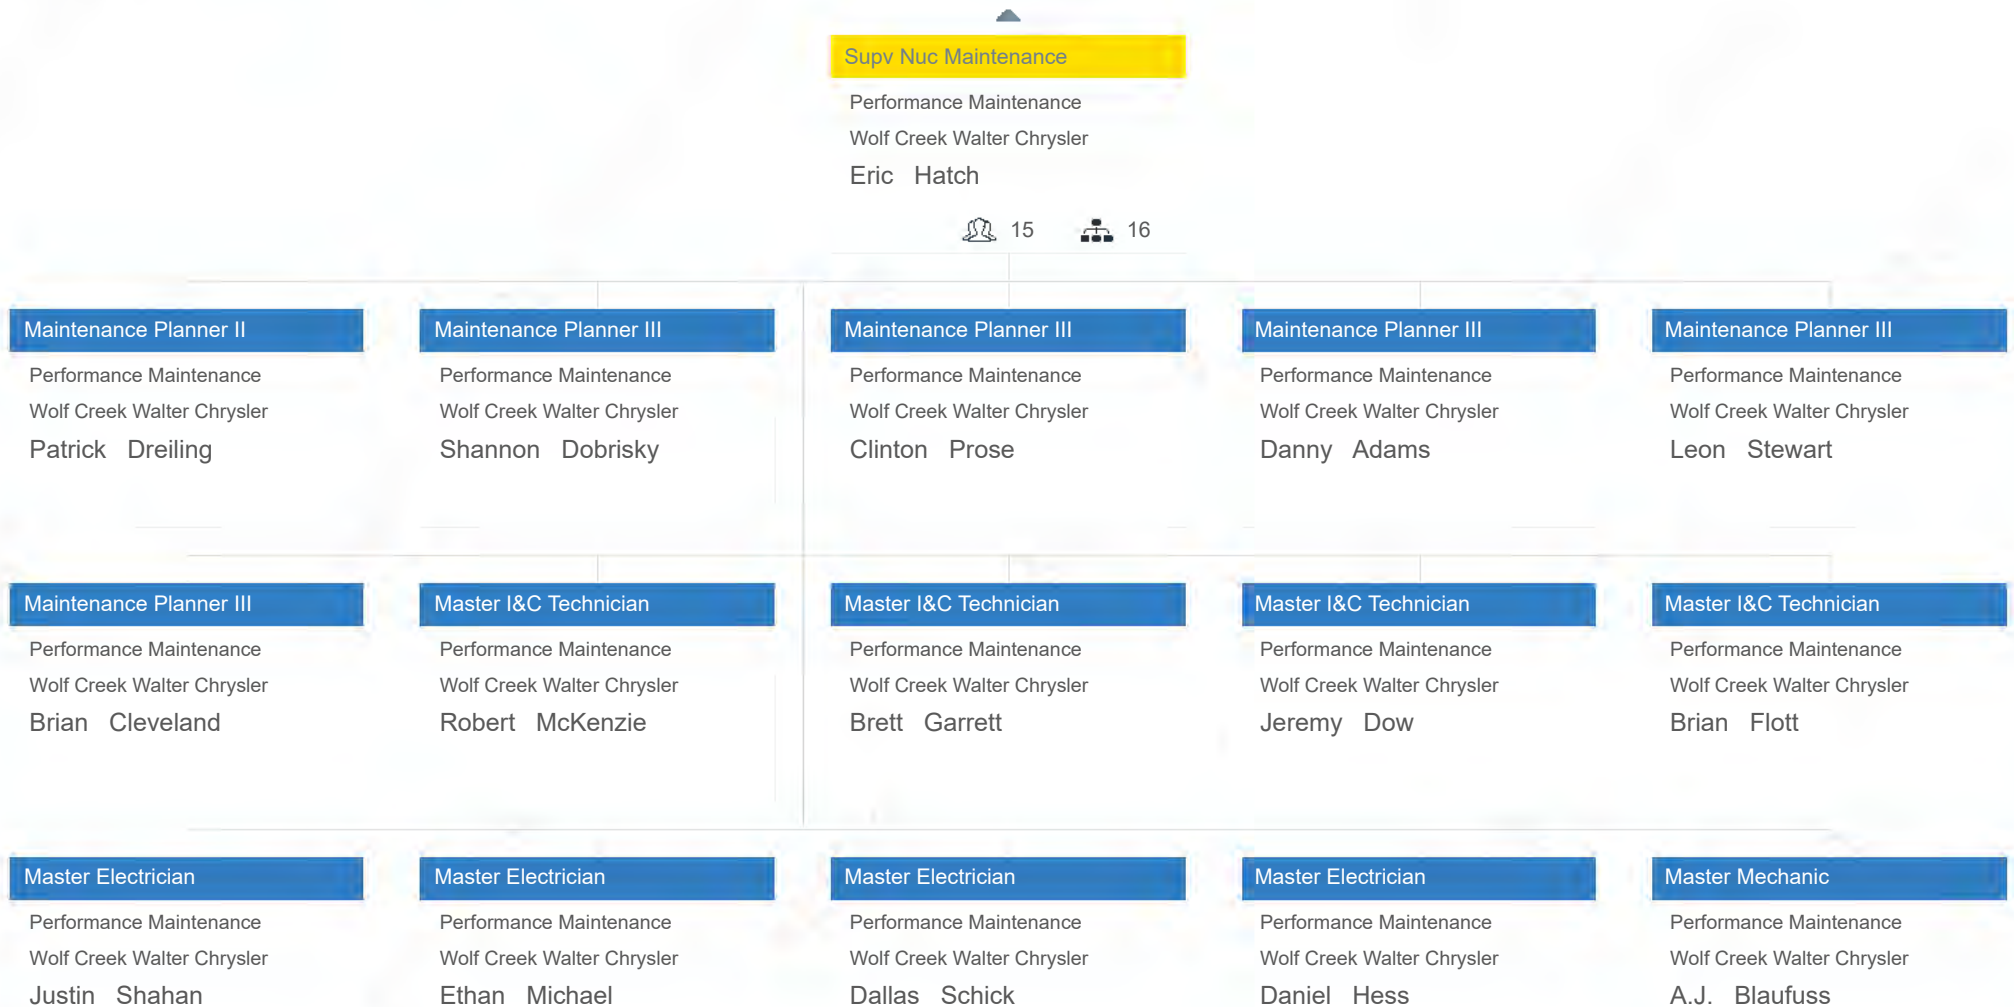 Supv Nuc Maintenance
Performance Maintenance
Wolf Creek Walter Chrysler
Eric Hatch
15 16
Maintenance Planner II
Performance Maintenance
Wolf Creek Walter Chrysler
Patrick Dreiling
Maintenance Planner III
Performance Maintenance
Wolf Creek Walter Chrysler
Shannon Dobrisky
Maintenance Planner III
Performance Maintenance
Wolf Creek Walter Chrysler
Clinton Prose
Maintenance Planner III
Performance Maintenance
Wolf Creek Walter Chrysler
Danny Adams
Maintenance Planner III
Performance Maintenance
Wolf Creek Walter Chrysler
Leon Stewart
Maintenance Planner III
Performance Maintenance
Wolf Creek Walter Chrysler
Brian Cleveland
Master I&C Technician
Performance Maintenance
Wolf Creek Walter Chrysler
Robert McKenzie
Master I&C Technician
Performance Maintenance
Wolf Creek Walter Chrysler
Brett Garrett
Master I&C Technician
Performance Maintenance
Wolf Creek Walter Chrysler
Jeremy Dow
Master I&C Technician
Performance Maintenance
Wolf Creek Walter Chrysler
Brian Flott
Master Electrician
Performance Maintenance
Wolf Creek Walter Chrysler
Justin Shahan
Master Electrician
Performance Maintenance
Wolf Creek Walter Chrysler
Ethan Michael
Master Electrician
Performance Maintenance
Wolf Creek Walter Chrysler
Dallas Schick
Master Electrician
Performance Maintenance
Wolf Creek Walter Chrysler
Daniel Hess
Master Mechanic
Performance Maintenance
Wolf Creek Walter Chrysler
A.J. Blaufuss